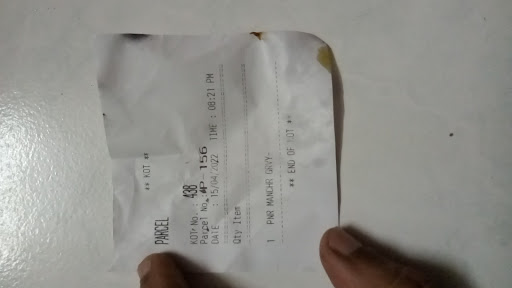 ** KOT **
PARCEL
KOT No. : 438
Parcel No.: P-156
DATE : 15/04/2022 TIME : 08:21 PM
Qty Item
1 PNR MANCHR GRVY-
** END OF KOT **